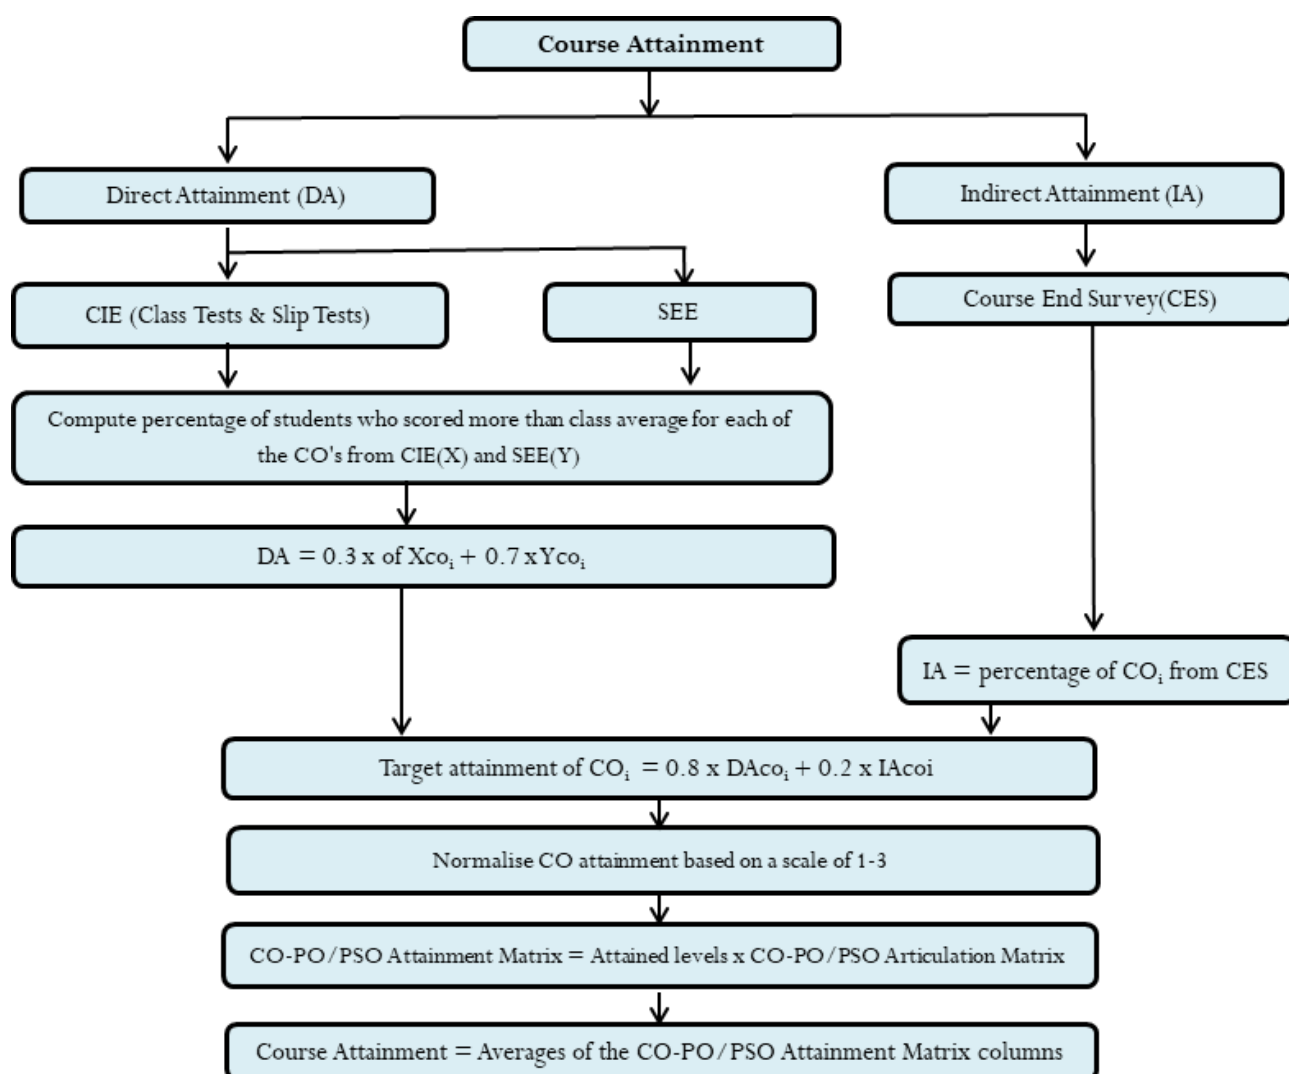 Course Attainment
Direct Attainment (DA)
Indirect Attainment (IA)
CIE (Class Tests & Slip Tests)
SEE
Course End Survey(CES)
Compute percentage of students who scored more than class average for each of
the CO's from CIE(X) and SEE(Y)
DA = 0.3 x of Xcoᵢ + 0.7 x Ycoᵢ
IA = percentage of COᵢ from CES
Target attainment of COᵢ = 0.8 x DAcoᵢ + 0.2 x IAcoi
Normalise CO attainment based on a scale of 1-3
CO-PO/PSO Attainment Matrix = Attained levels x CO-PO/PSO Articulation Matrix
Course Attainment = Averages of the CO-PO/PSO Attainment Matrix columns